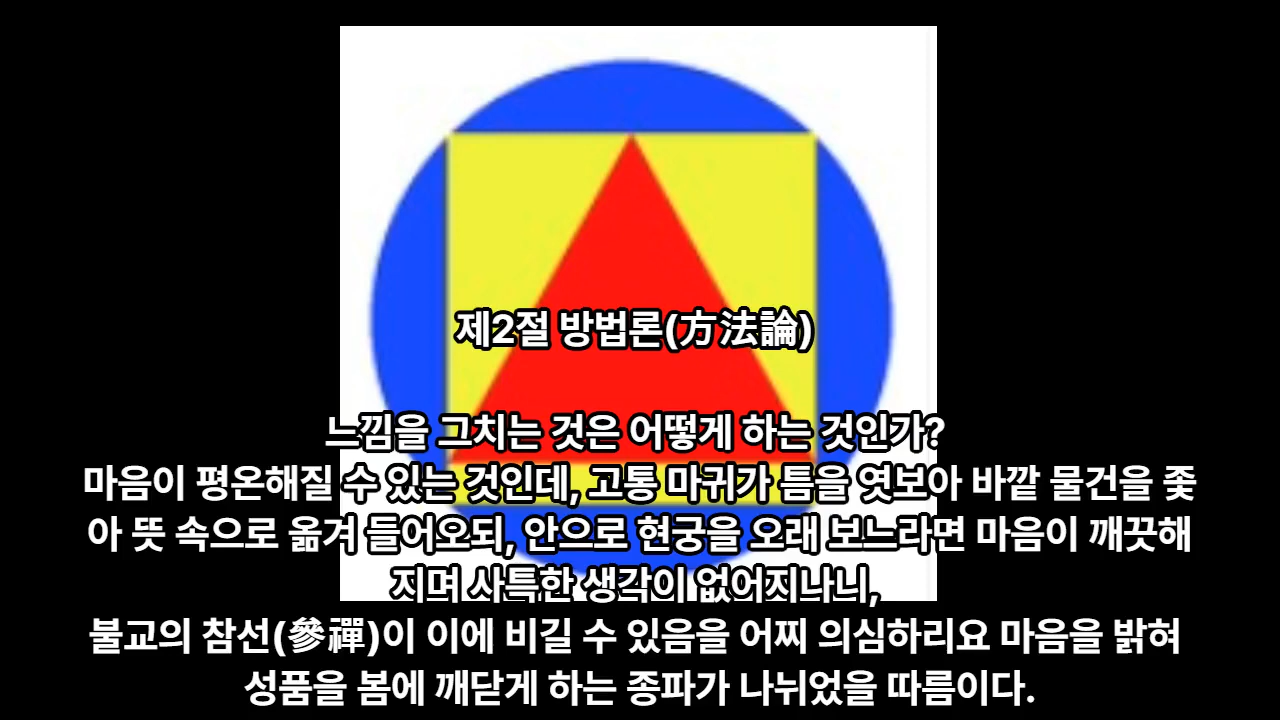 제2절 방법론(方法論)
느낌을 그치는 것은 어떻게 하는 것인가?
마음이 평온해질 수 있는 것인데, 고통 마귀가 틈을 엿보아 바깥 물건을 좇
아 뜻 속으로 옮겨 들어오되, 안으로 현궁을 오래 보느라면 마음이 깨끗해
지며 사특한 생각이 없어지나니,
불교의 참선(參禪)이 이에 비길 수 있음을 어찌 의심하리요 마음을 밝혀
성품을 봄에 깨닫게 하는 종파가 나뉘었을 따름이다.